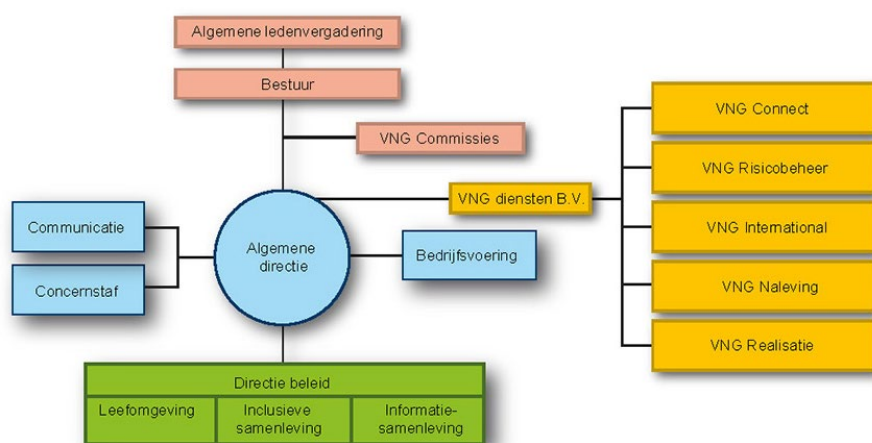 Algemene ledenvergadering
Bestuur
VNG Commissies
VNG diensten B.V.
VNG Connect
VNG Risicobeheer
VNG International
VNG Naleving
VNG Realisatie
Communicatie
Concernstaf
Algemene
directie
Bedrijfsvoering
Directie beleid
Leefomgeving
Inclusieve
samenleving
Informatie-
samenleving